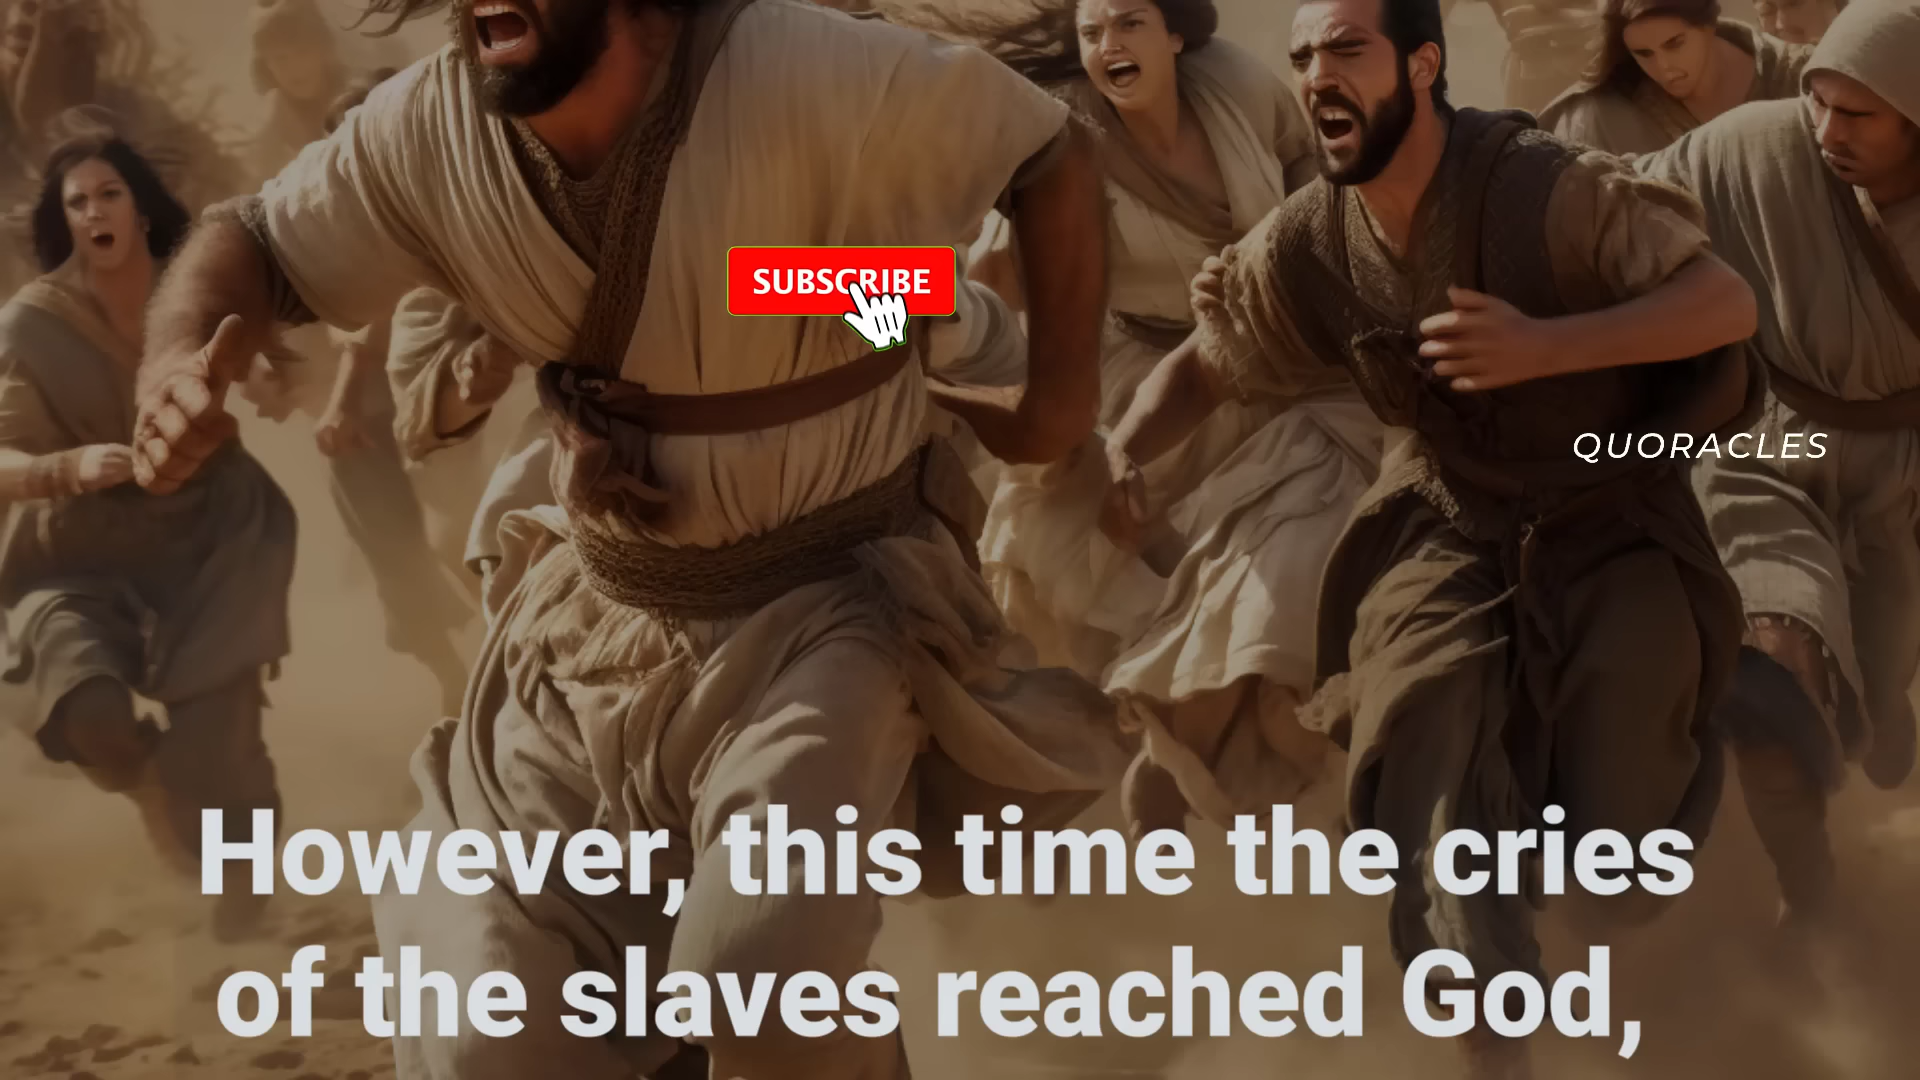 SUBSCRIBE
QUORACLES
However, this time the cries
of the slaves reached God,